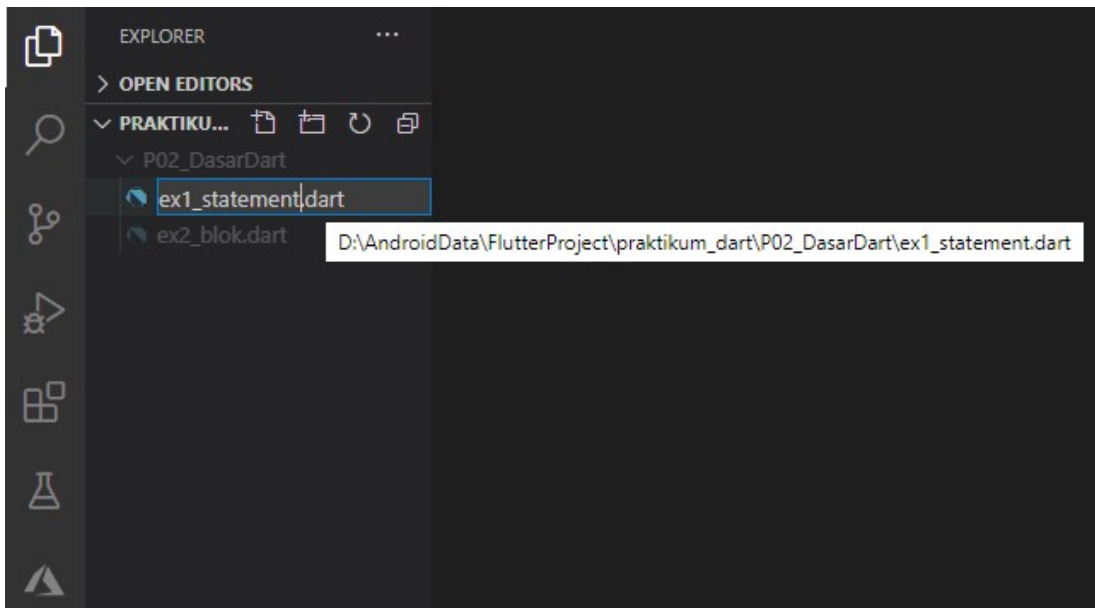 EXPLORER ...
OPEN EDITORS
PRAKTIKU...
P02_DasarDart
ex1_statement.dart
ex2_blok.dart
D:\AndroidData\FlutterProject\praktikum_dart\P02_DasarDart\ex1_statement.dart